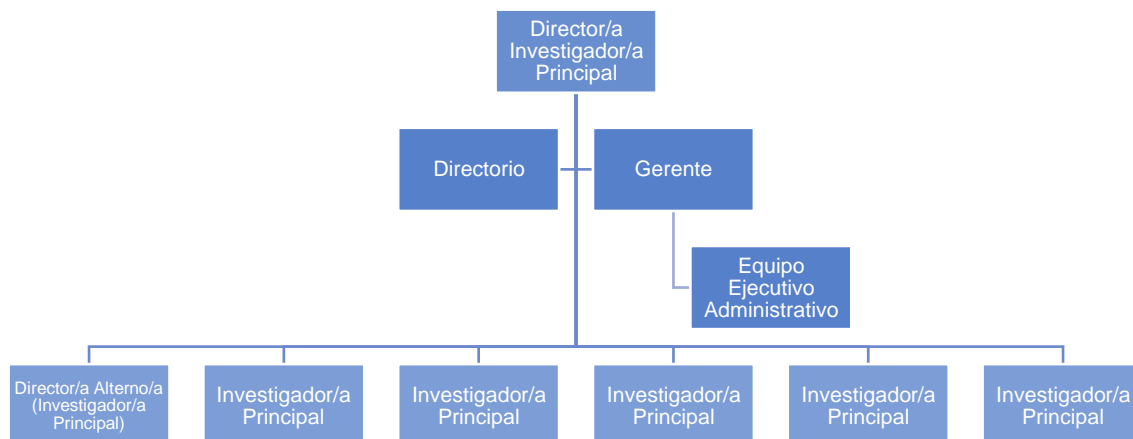 Director/a
Investigador/a
Principal
Directorio
Gerente
Equipo
Ejecutivo
Administrativo
Director/a Alterno/a
(Investigador/a
Principal)
Investigador/a
Principal
Investigador/a
Principal
Investigador/a
Principal
Investigador/a
Principal
Investigador/a
Principal